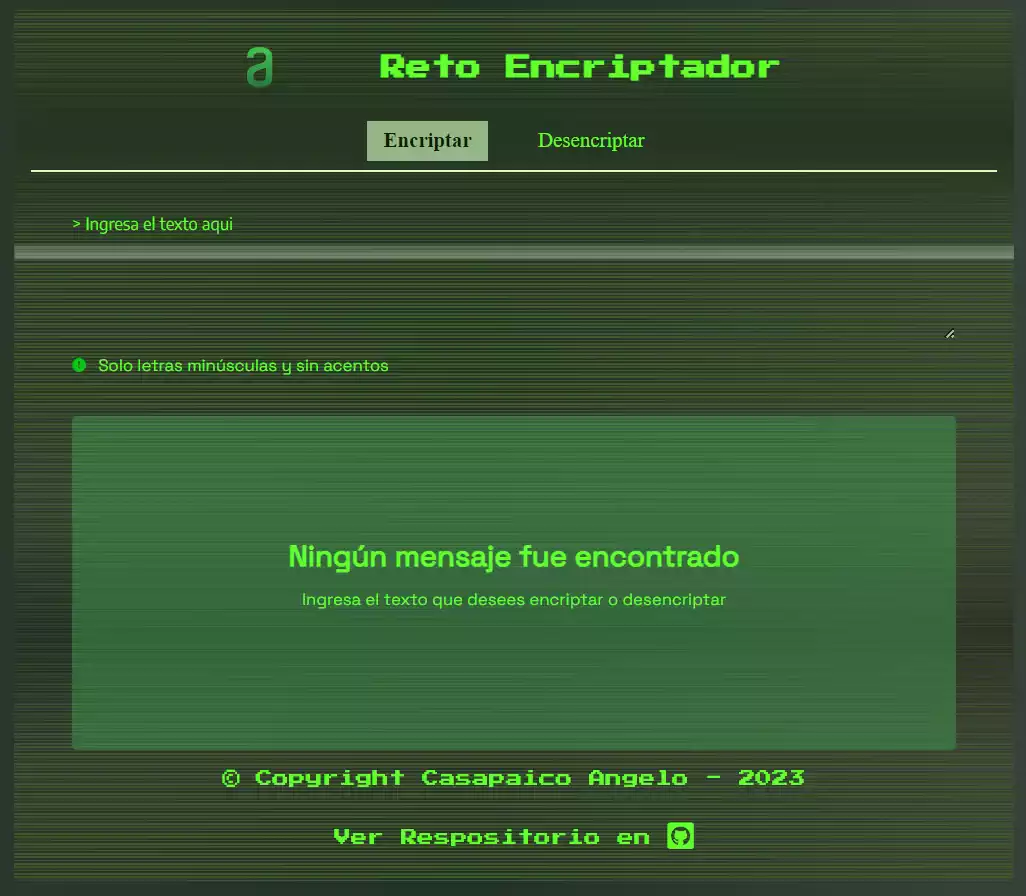 a Reto Encriptador
Encriptar Desencriptar
> Ingresa el texto aqui
Solo letras minúsculas y sin acentos
Ningún mensaje fue encontrado
Ingresa el texto que desees encriptar o desencriptar
© Copyright Casapaico Angelo - 2023
Ver Respositorio en